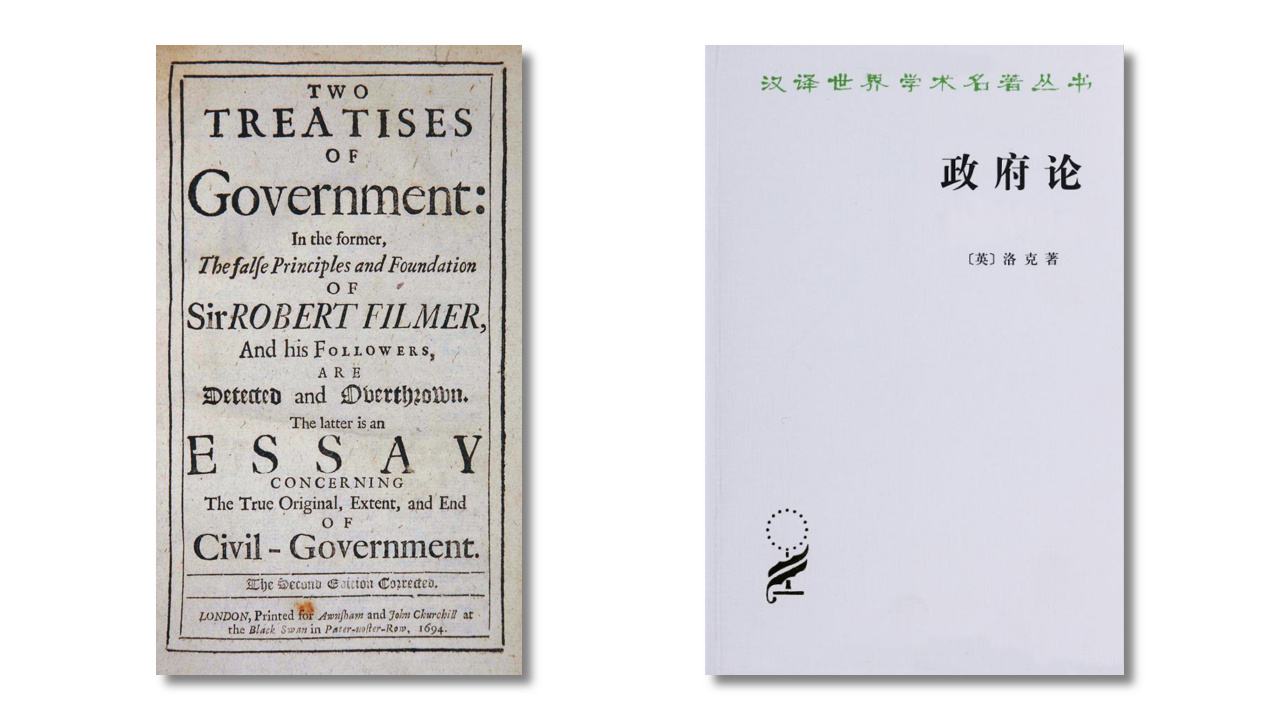 TWO
TREATISES
OF
Government:
In the former,
The falſe Principles and Foundation
OF
Sir ROBERT FILMER,
And his FOLLOWERS,
ARE
Detected and Overthrown.
The latter is an
ESSAY
CONCERNING
The True Original, Extent, and End
OF
Civil - Government.
The Second Edition Corrected.
LONDON, Printed for Awnſham and John Churchill at
the Black Swan in Pater-noſter-Row, 1694.
汉译世界学术名著丛书
政府论
〔英〕洛克著